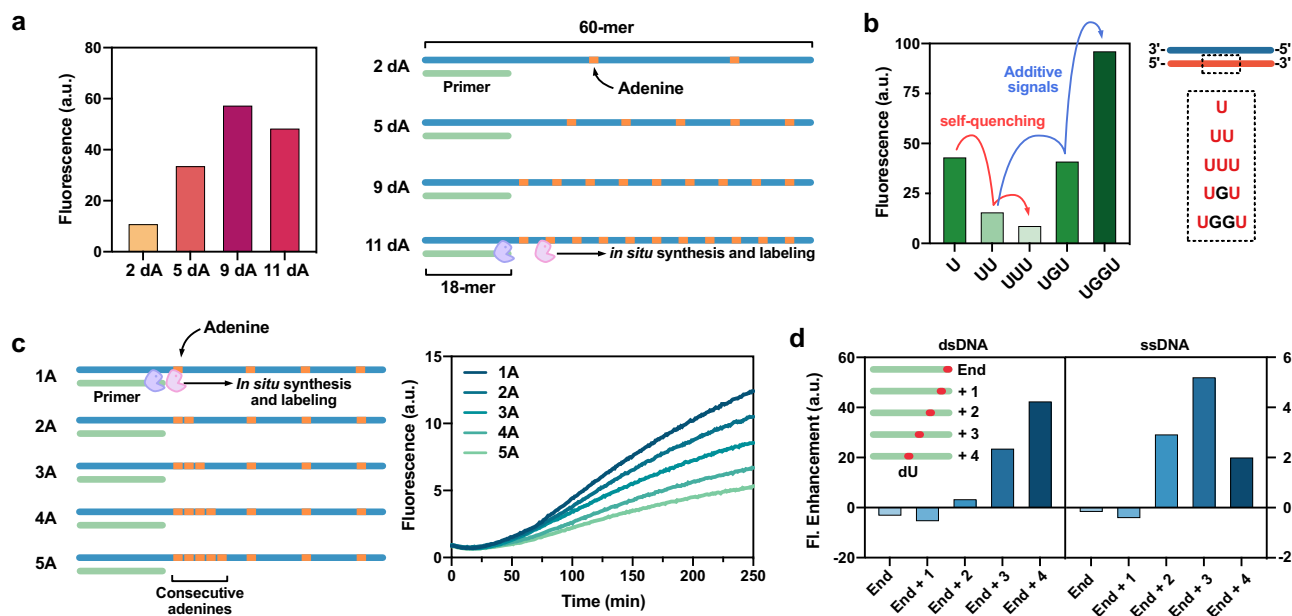 a
Fluorescence (a.u.)
80
60
40
20
0
2 dA
5 dA
9 dA
11 dA
60-mer
2 dA
Primer
Adenine
5 dA
9 dA
11 dA
in situ synthesis and labeling
18-mer
b
Fluorescence (a.u.)
100
75
50
25
0
Additive
signals
self-quenching
U
UU
UUU
UGU
UGGU
3'-
-5'
5'-
-3'
U
UU
UUU
UGU
UGGU
c
Adenine
1A
Primer
In situ synthesis
and labeling
2A
3A
4A
5A
Consecutive
adenines
Fluorescence (a.u.)
15
10
5
0
1A
2A
3A
4A
5A
0
50
100
150
200
250
Time (min)
d
dsDNA
ssDNA
Fl. Enhancement (a.u.)
60
40
20
0
-20
End
+ 1
+ 2
+ 3
+ 4
dU
6
4
2
0
-2
End
End + 1
End + 2
End + 3
End + 4
End
End + 1
End + 2
End + 3
End + 4